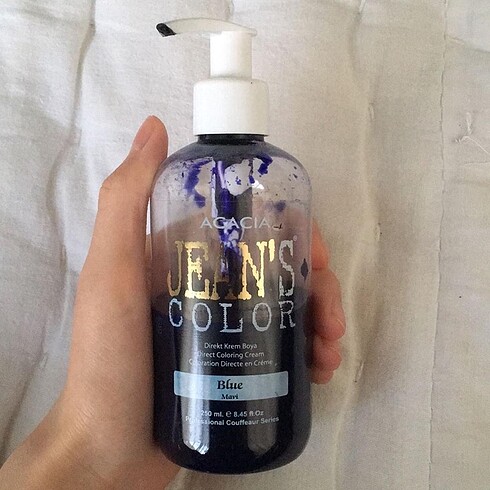 AGACIA
JEAN'S®
COLOR
Direkt Krem Boya
Direct Coloring Cream
Coloration Directe en Crème
Blue
Mavi
250 ml. ℮ 8.45 fl.Oz
Professional Couffeaur Series